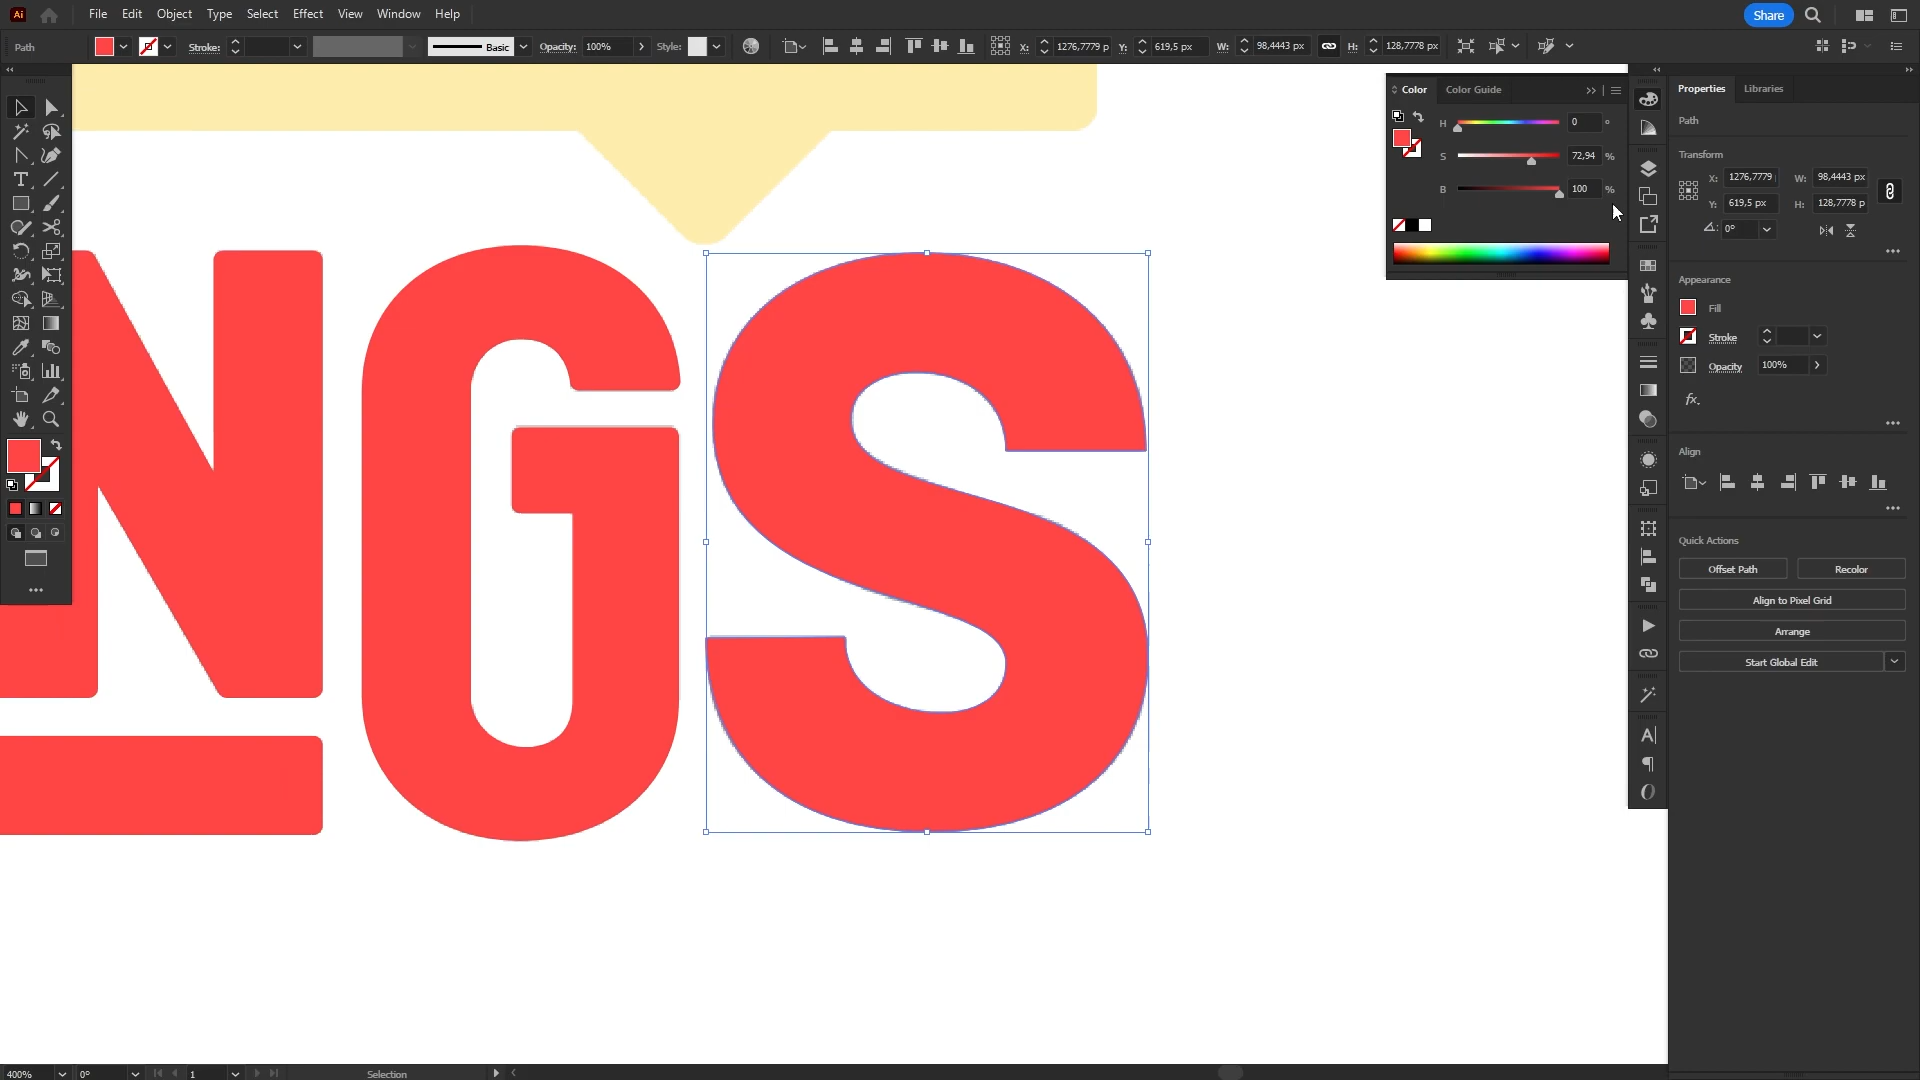 Ai File Edit Object Type Select Effect View Window Help Share
Path Stroke: Basic Opacity: 100% Style: X: 1276,7779 p Y: 619,5 px W: 98,4443 px H: 128,7778 px
Color Color Guide
H 0 °
S 72,94 %
B 100 %
Properties Libraries
Path
Transform
X: 1276,7779 W: 98,4443 px
Y: 619,5 px H: 128,7778 p
0°
Appearance
Fill
Stroke
Opacity 100%
fx.
Align
Quick Actions
Offset Path Recolor
Align to Pixel Grid
Arrange
Start Global Edit
NGS
400% 0° 1 Selection